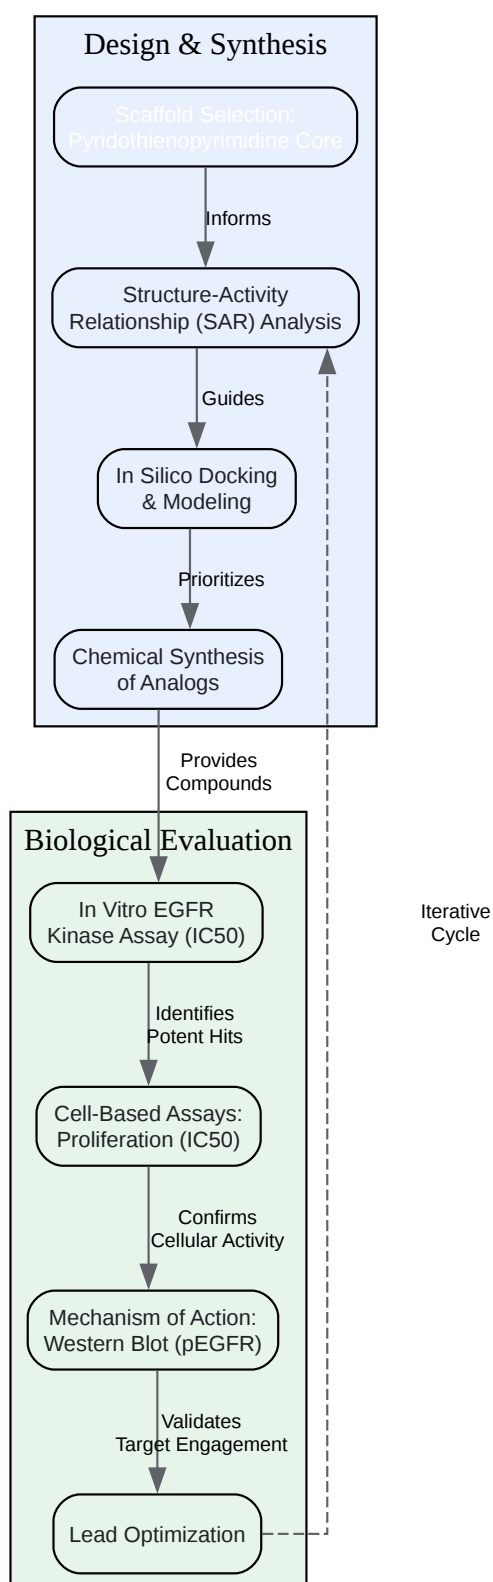 Design & Synthesis
Scaffold Selection:
Pyridothienopyrimidine Core
Informs
Structure-Activity
Relationship (SAR) Analysis
Guides
In Silico Docking
& Modeling
Prioritizes
Chemical Synthesis
of Analogs
Provides
Compounds
Biological Evaluation
In Vitro EGFR
Kinase Assay (IC50)
Iterative
Cycle
Identifies
Potent Hits
Cell-Based Assays:
Proliferation (IC50)
Confirms
Cellular Activity
Mechanism of Action:
Western Blot (pEGFR)
Validates
Target Engagement
Lead Optimization